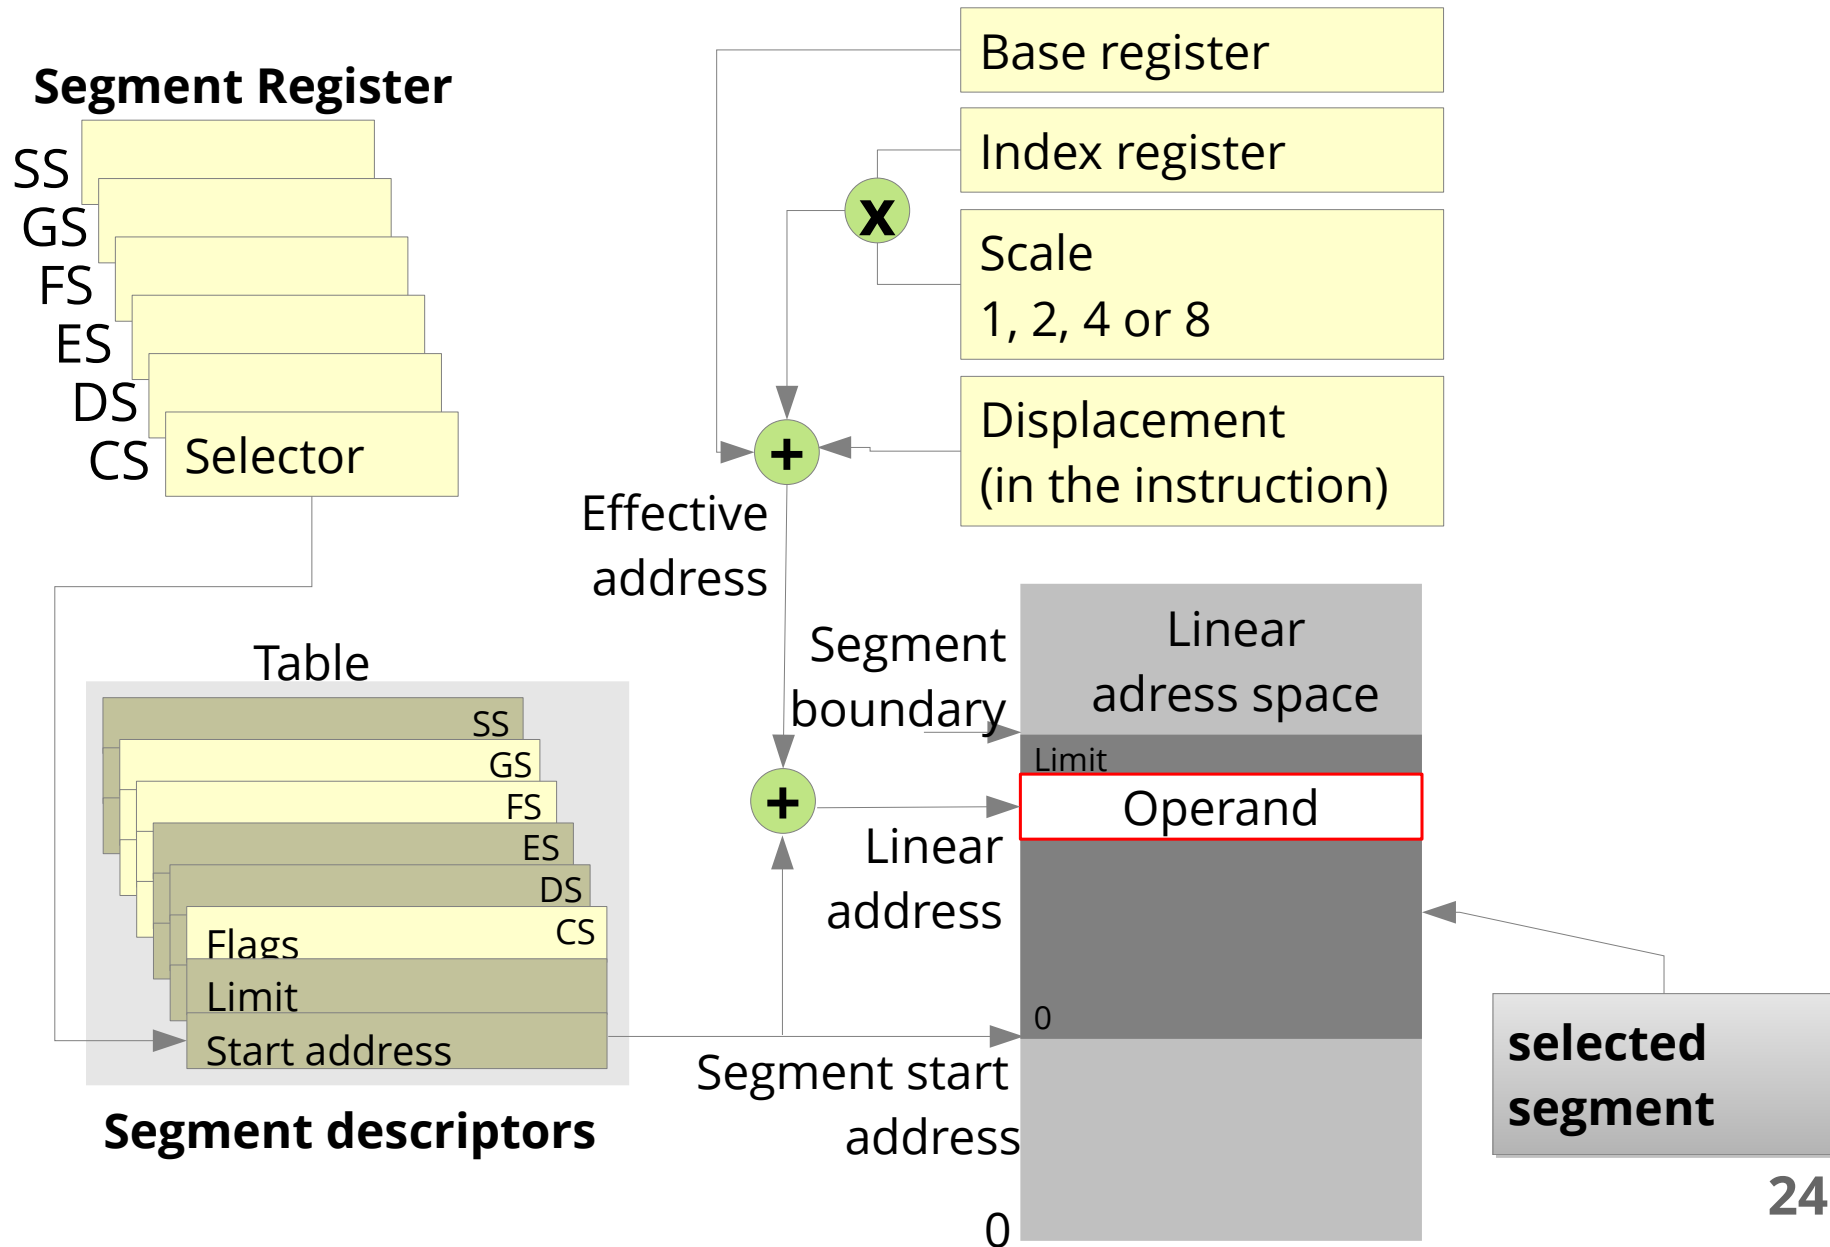 Segment Register
SS
GS
FS
ES
DS
CS
Selector
Base register
Index register
x
Scale
1, 2, 4 or 8
Displacement
(in the instruction)
+
Effective
address
Table
SS
GS
FS
ES
DS
CS
Flags
Limit
Start address
Segment descriptors
Segment
boundary
+
Linear
address
Segment start
address
Linear
adress space
Limit
Operand
0
0
selected
segment
24